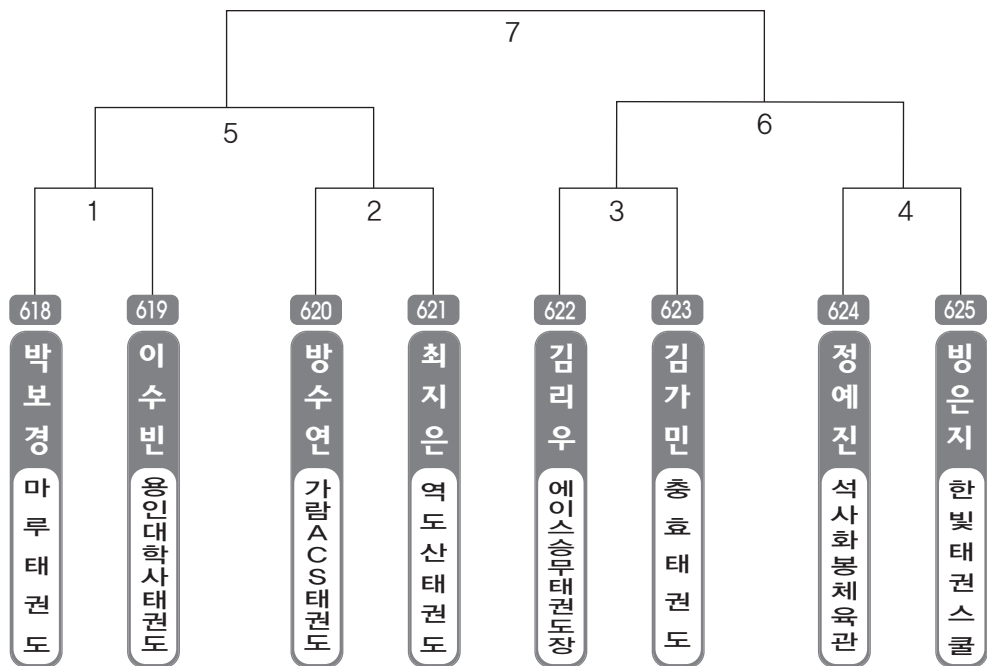 7
5
6
1
2
3
4
618
619
620
621
622
623
624
625
박보경
이수빈
방수연
최지은
김리우
김가민
정예진
빙은지
마루태권도
용인대학사태권도
가람ACS태권도
역도산태권도
에이스승무태권도장
충효태권도
석사화봉체육관
한빛태권스쿨